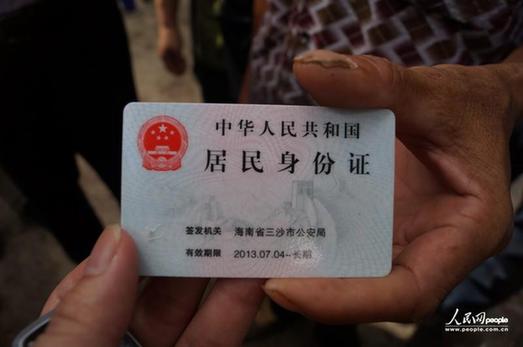 中华人民共和国
居民身份证
签发机关 海南省三沙市公安局
有效期限 2013.07.04-长期
人民网people
http://www.people.com.cn